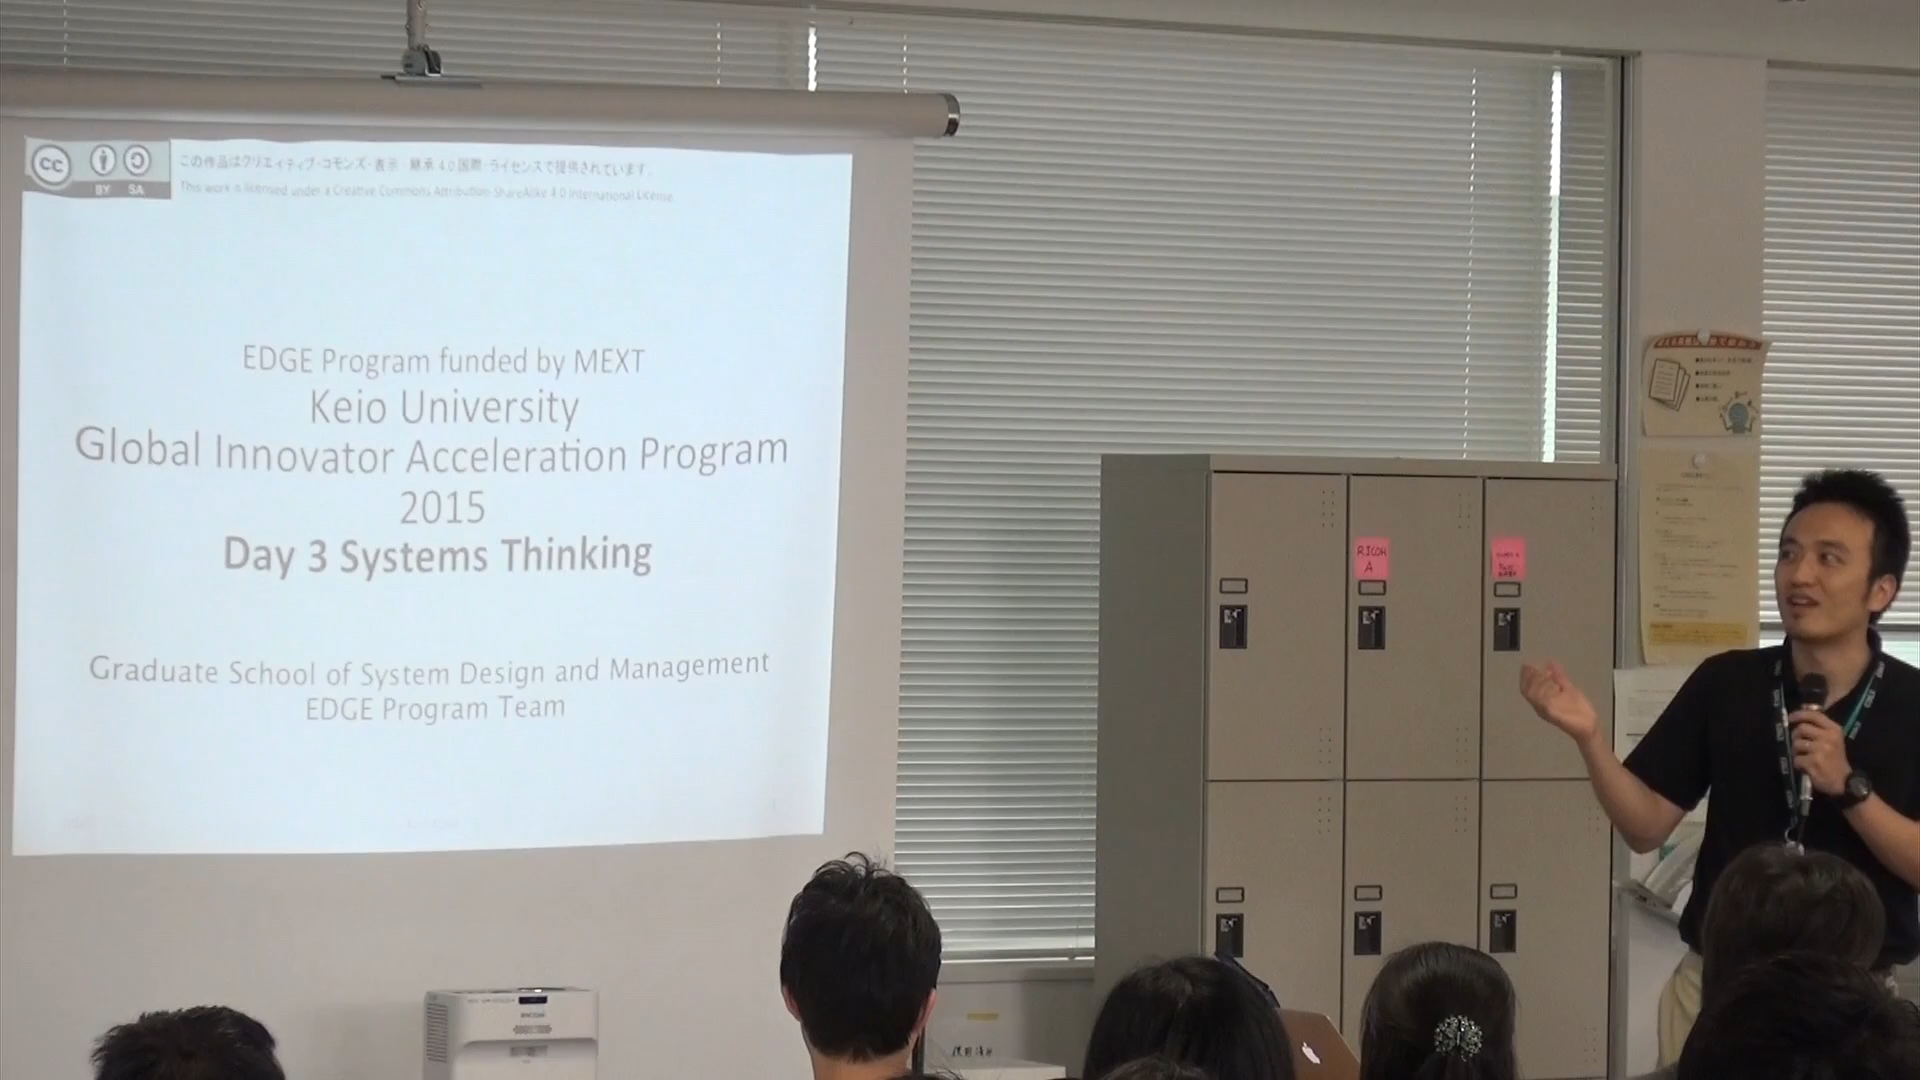 cc BY SA
この作品はクリエイティブ・コモンズ・表示 継承 4.0 国際 ライセンスで提供されています。
This work is licensed under a Creative Commons Attribution-ShareAlike 4.0 International License.
EDGE Program funded by MEXT
Keio University
Global Innovator Acceleration Program
2015
Day 3 Systems Thinking
Graduate School of System Design and Management
EDGE Program Team
RICOH
A
RICOH